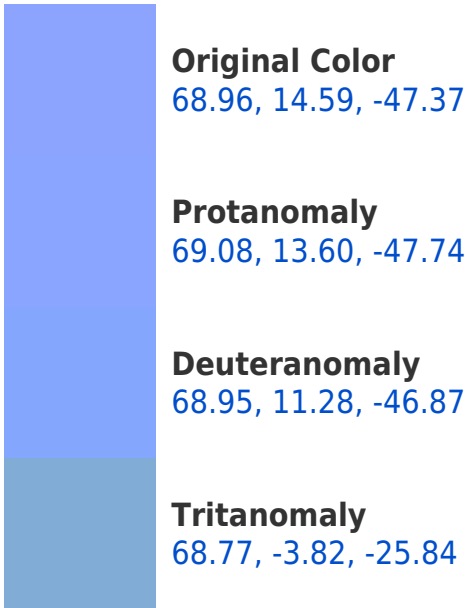 Original Color
68.96, 14.59, -47.37
Protanomaly
69.08, 13.60, -47.74
Deuteranomaly
68.95, 11.28, -46.87
Tritanomaly
68.77, -3.82, -25.84